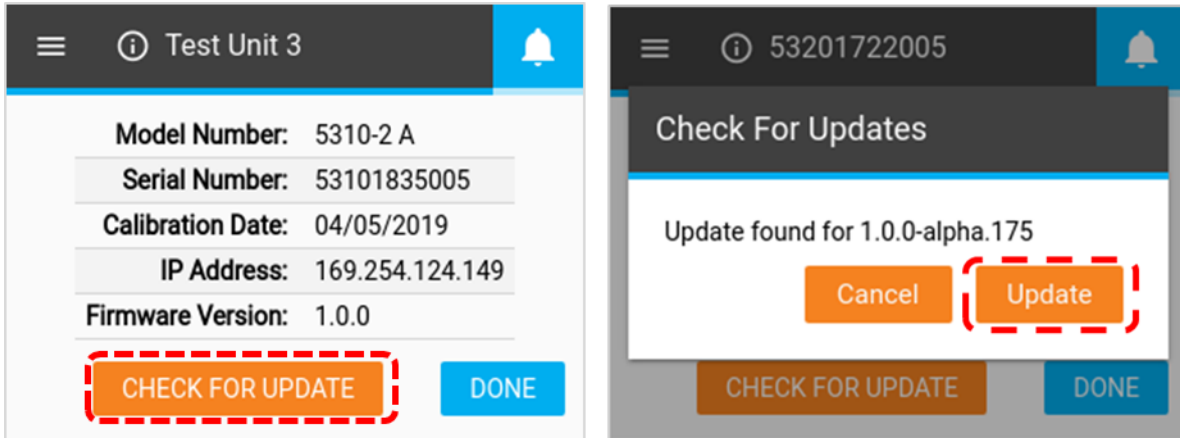 Test Unit 3
Model Number: 5310-2 A
Serial Number: 53101835005
Calibration Date: 04/05/2019
IP Address: 169.254.124.149
Firmware Version: 1.0.0
CHECK FOR UPDATE DONE
53201722005
Check For Updates
Update found for 1.0.0-alpha.175
Cancel Update
CHECK FOR UPDATE DONE